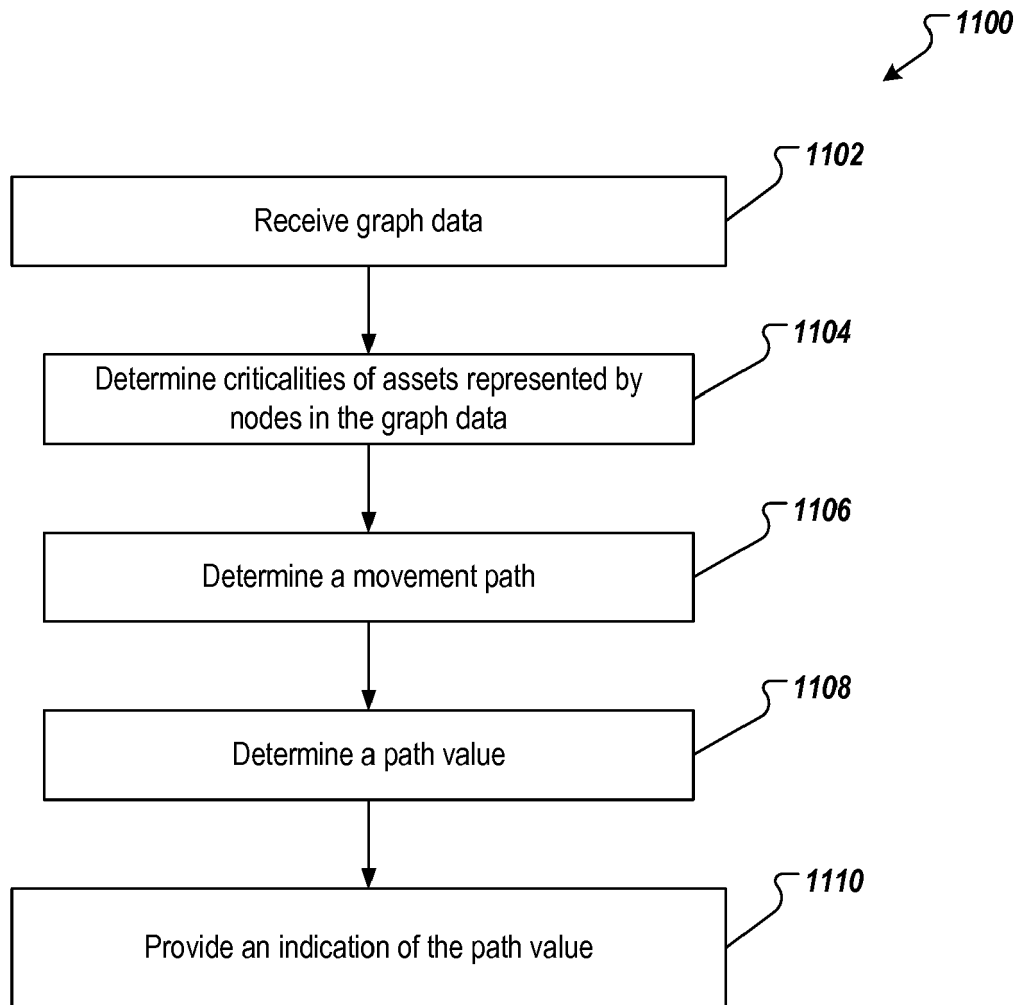 1100
1102
Receive graph data
1104
Determine criticalities of assets represented by
nodes in the graph data
1106
Determine a movement path
1108
Determine a path value
1110
Provide an indication of the path value